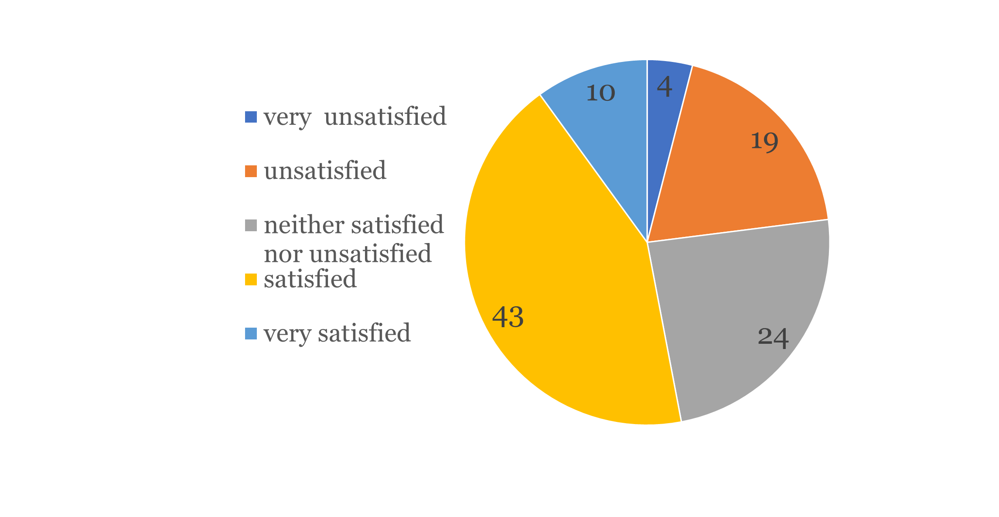 very  unsatisfied
unsatisfied
neither satisfied
nor unsatisfied
satisfied
very satisfied
4
19
24
43
10